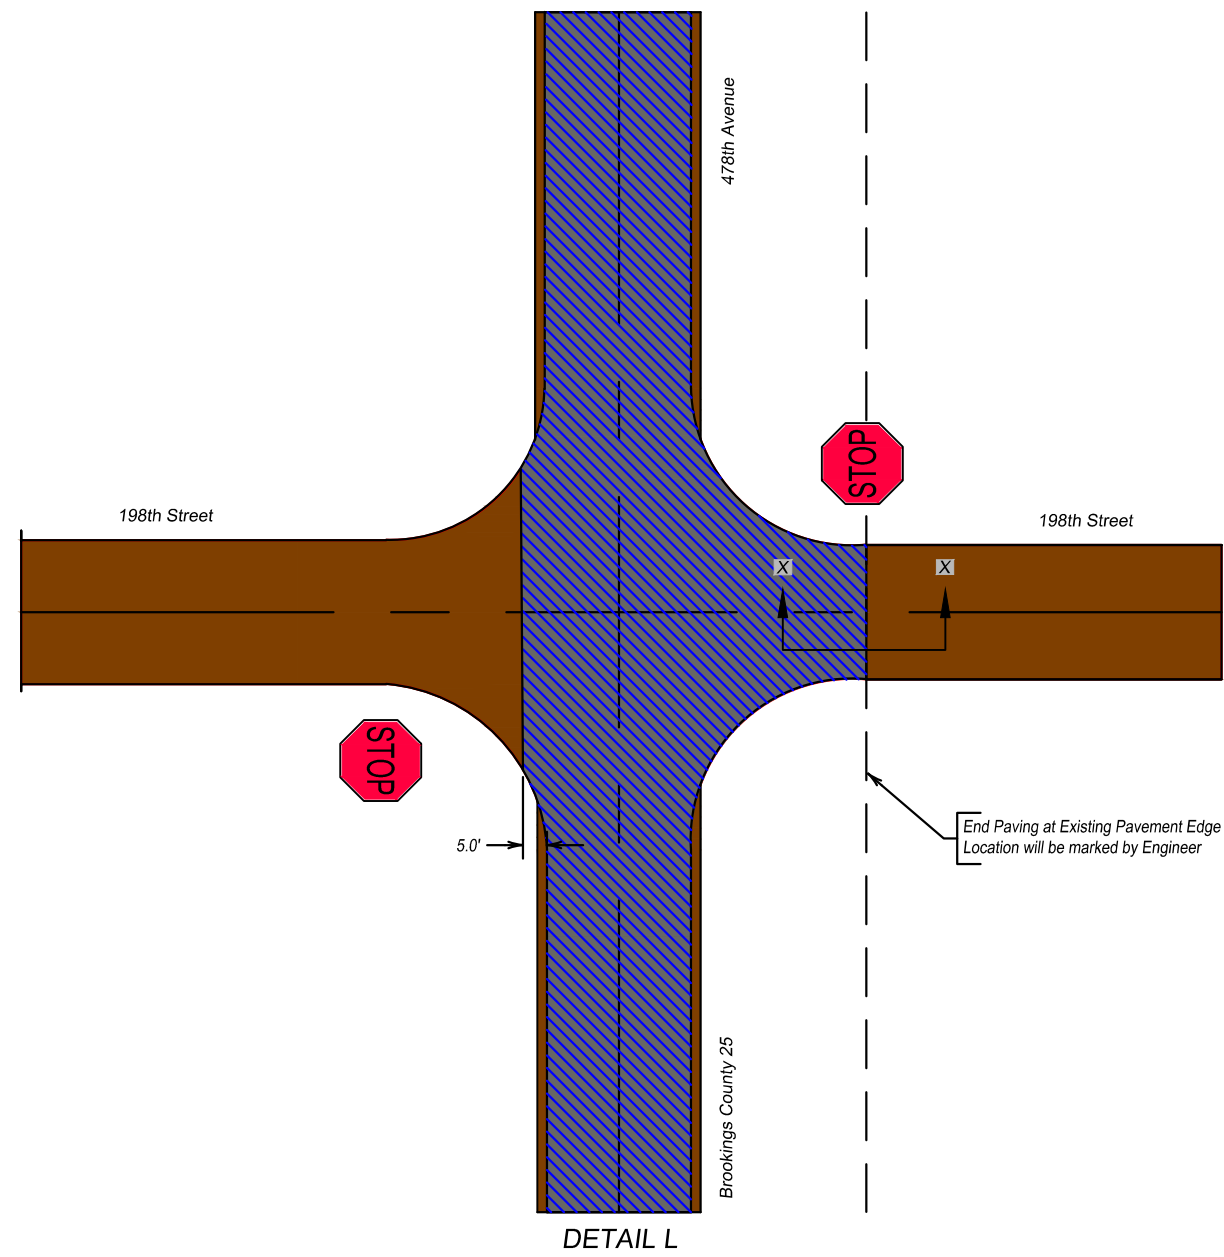 478th Avenue
STOP
198th Street
198th Street
X
X
STOP
5.0'
End Paving at Existing Pavement Edge
Location will be marked by Engineer
Brookings County 25
DETAIL L